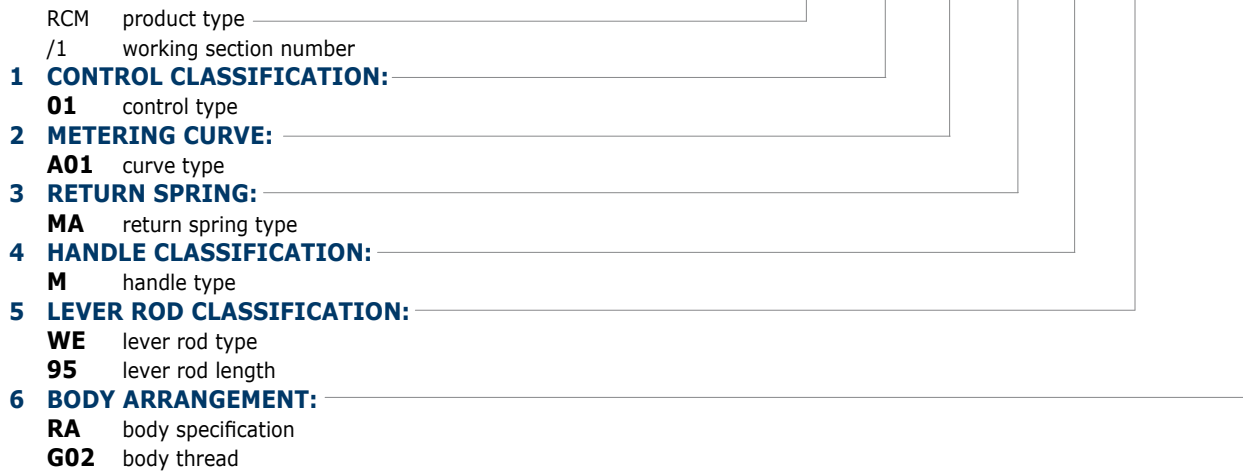 RCM product type
/1 working section number
1 CONTROL CLASSIFICATION:
01 control type
2 METERING CURVE:
A01 curve type
3 RETURN SPRING:
MA return spring type
4 HANDLE CLASSIFICATION:
M handle type
5 LEVER ROD CLASSIFICATION:
WE lever rod type
95 lever rod length
6 BODY ARRANGEMENT:
RA body specification
G02 body thread